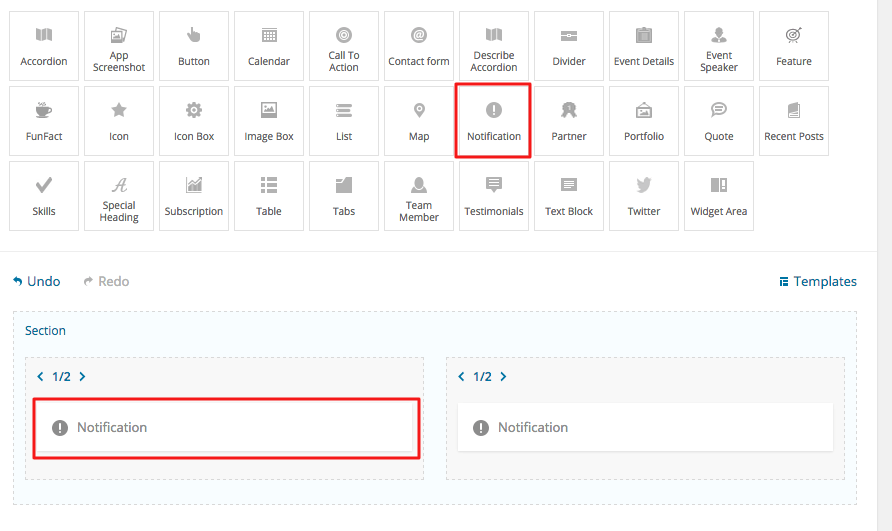 Accordion
App
Screenshot
Button
Calendar
Call To
Action
Contact form
Describe
Accordion
Divider
Event Details
Event
Speaker
Feature
FunFact
Icon
Icon Box
Image Box
List
Map
Notification
Partner
Portfolio
Quote
Recent Posts
Skills
Special
Heading
Subscription
Table
Tabs
Team
Member
Testimonials
Text Block
Twitter
Widget Area
Undo
Redo
Templates
Section
1/2
1/2
Notification
Notification